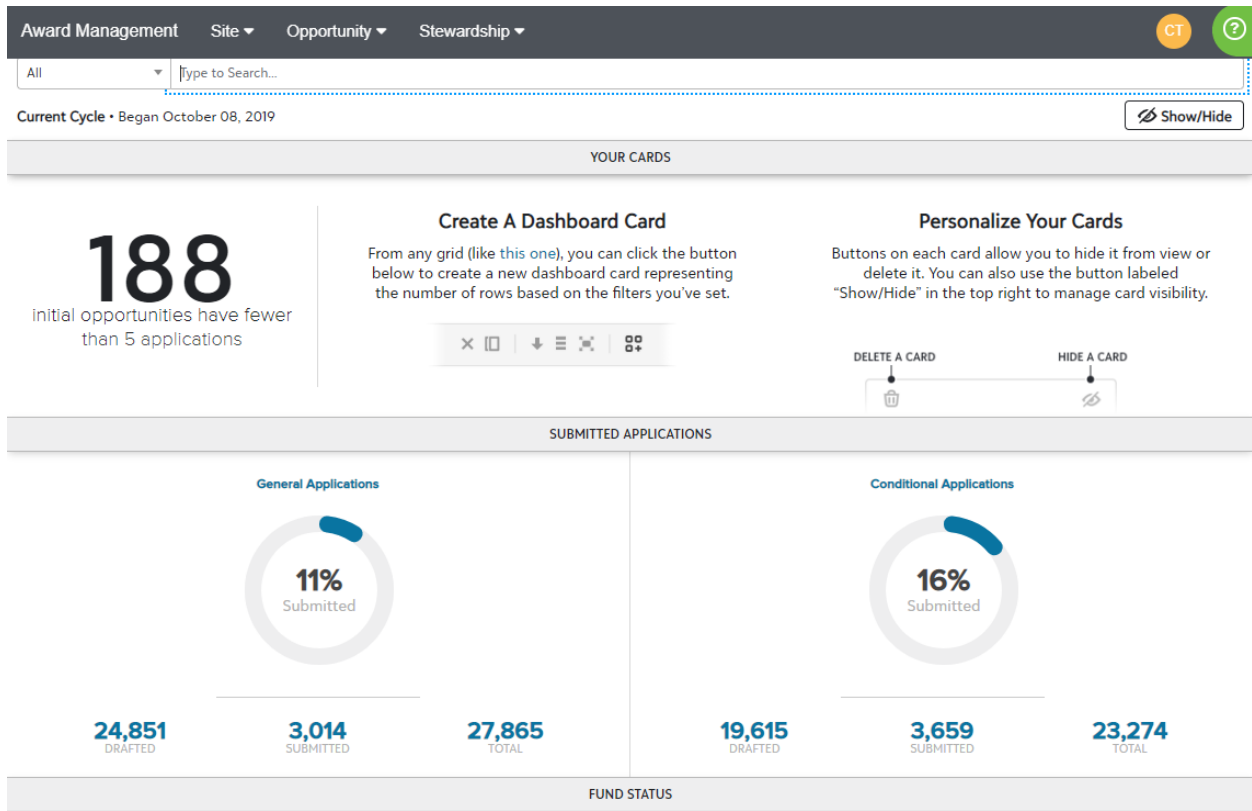 Award Management Site Opportunity Stewardship CT ?
All Type to Search...
Current Cycle • Began October 08, 2019 Show/Hide
YOUR CARDS
188
initial opportunities have fewer
than 5 applications
Create A Dashboard Card
From any grid (like this one), you can click the button
below to create a new dashboard card representing
the number of rows based on the filters you've set.
Personalize Your Cards
Buttons on each card allow you to hide it from view or
delete it. You can also use the button labeled
“Show/Hide” in the top right to manage card visibility.
DELETE A CARD HIDE A CARD
SUBMITTED APPLICATIONS
General Applications
11%
Submitted
24,851 3,014 27,865
DRAFTED SUBMITTED TOTAL
Conditional Applications
16%
Submitted
19,615 3,659 23,274
DRAFTED SUBMITTED TOTAL
FUND STATUS